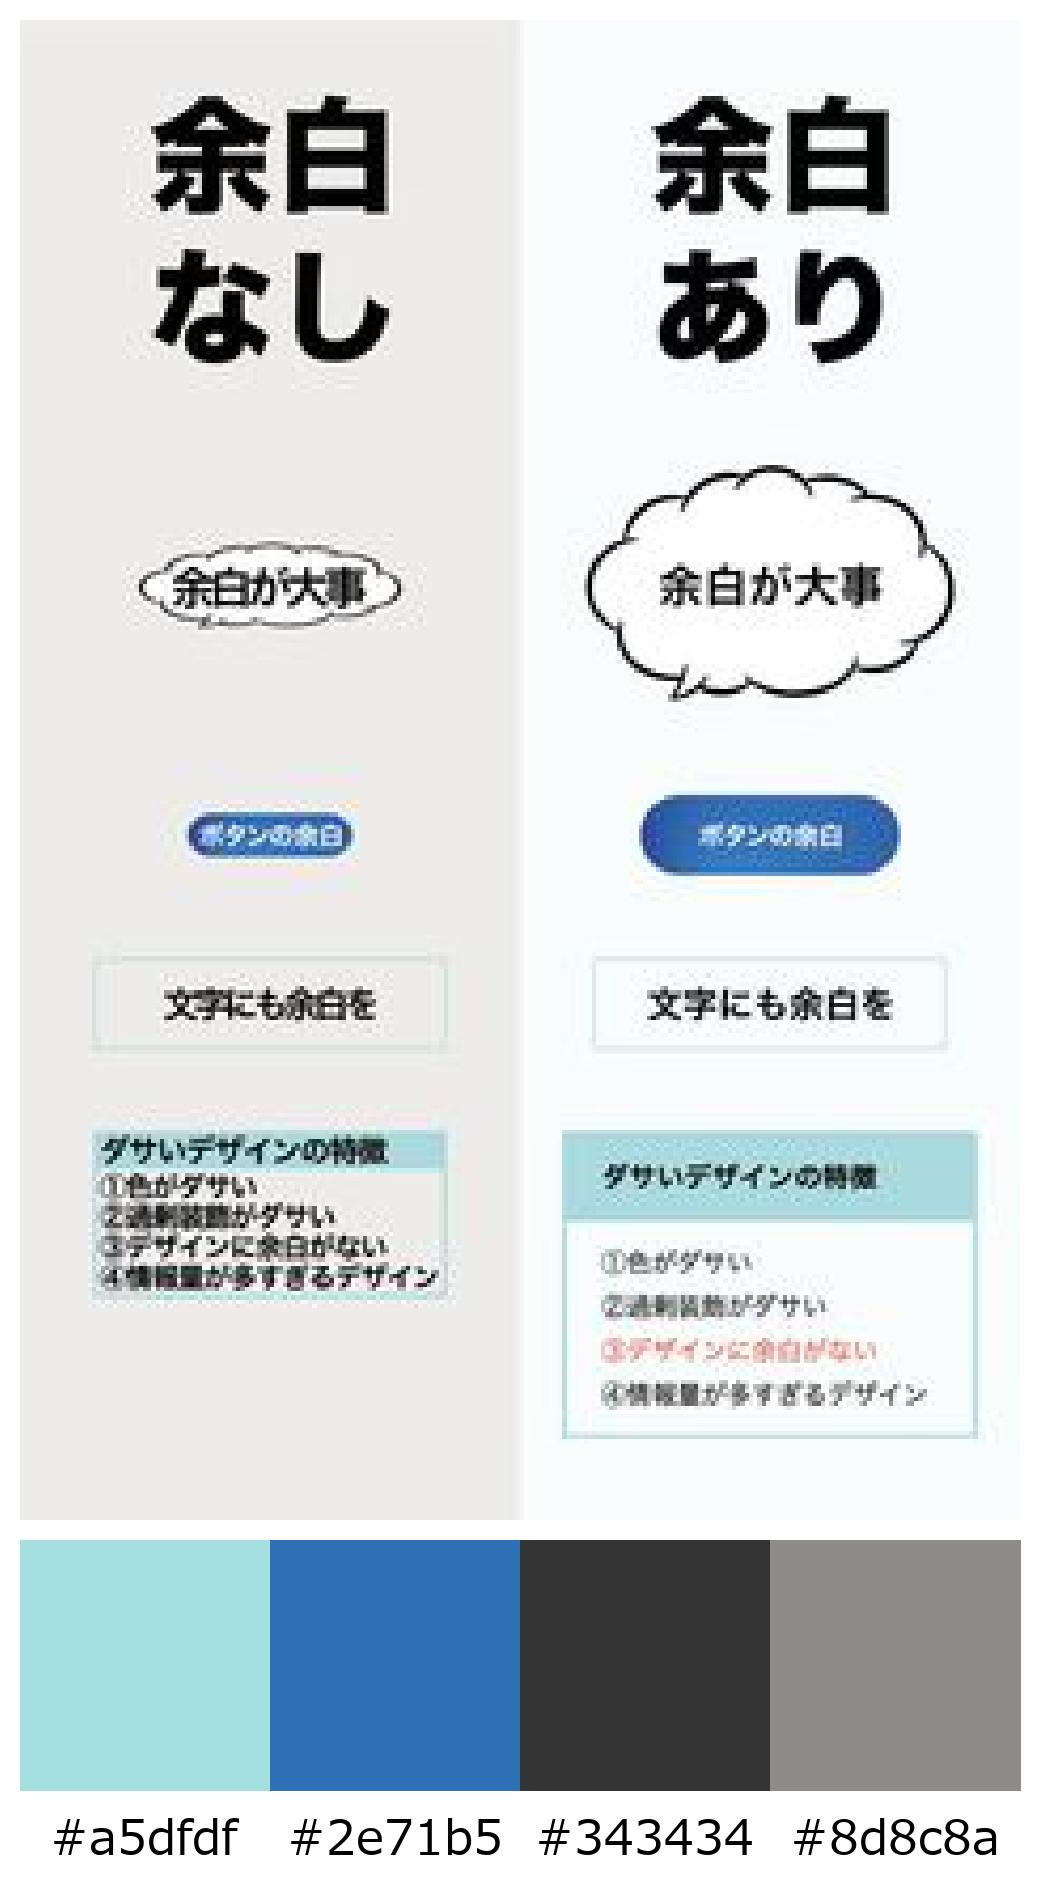 余白
なし
余白が大事
ボタンの余白
文字にも余白を
ダサいデザインの特徴
①色がダサい
②過剰装飾がダサい
③デザインに余白がない
④情報量が多すぎるデザイン
余白
あり
余白が大事
ボタンの余白
文字にも余白を
ダサいデザインの特徴
①色がダサい
②過剰装飾がダサい
③デザインに余白がない
④情報量が多すぎるデザイン
#a5dfdf #2e71b5 #343434 #8d8c8a